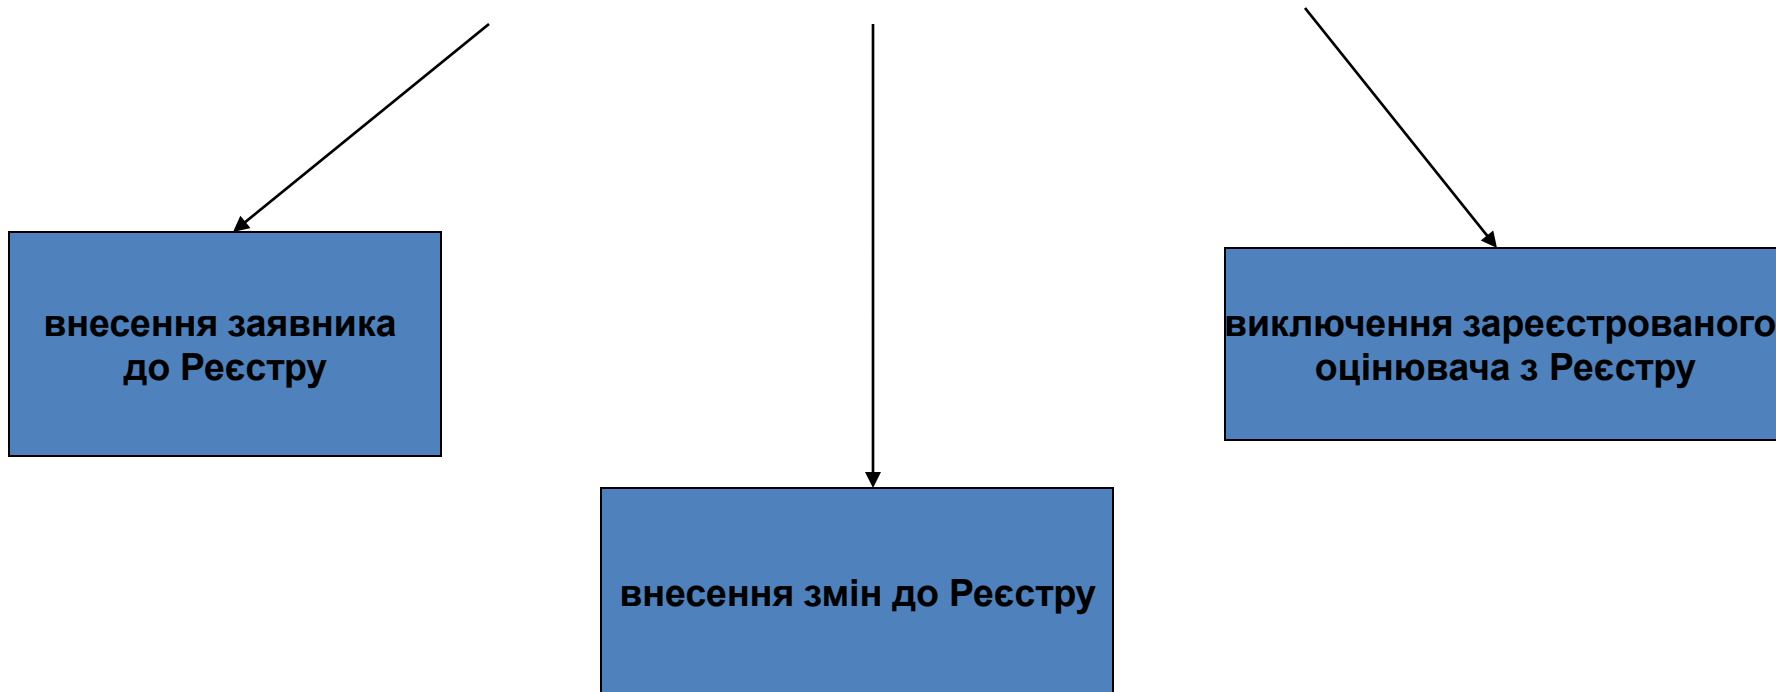 внесення заявника
до Реєстру
виключення зареєстрованого
оцінювача з Реєстру
внесення змін до Реєстру